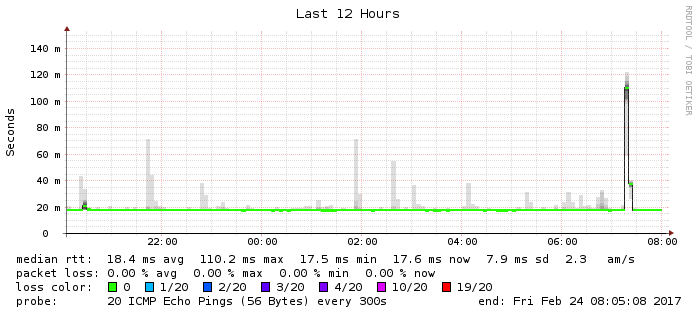 Last 12 Hours
RRDTOOL / TOBI OETIKER
Seconds
140 m
120 m
100 m
80 m
60 m
40 m
20 m
0
22:00 00:00 02:00 04:00 06:00 08:00
median rtt: 18.4 ms avg 110.2 ms max 17.5 ms min 17.6 ms now 7.9 ms sd 2.3 am/s
packet loss: 0.00 % avg 0.00 % max 0.00 % min 0.00 % now
loss color: 0 1/20 2/20 3/20 4/20 10/20 19/20
probe: 20 ICMP Echo Pings (56 Bytes) every 300s end: Fri Feb 24 08:05:08 2017